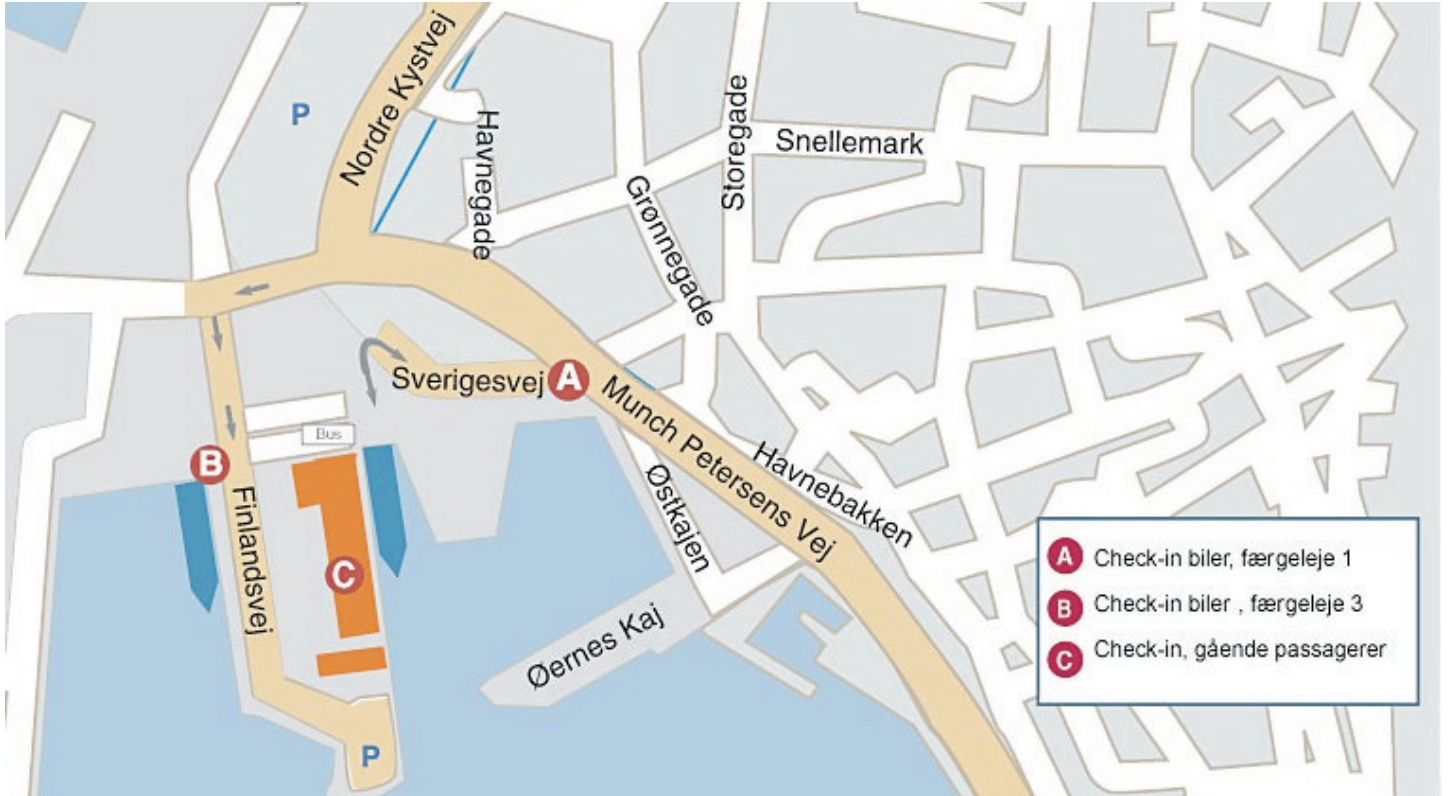 P
Nordre Kystvej
Havnegade
Storegade
Snellemark
Grønnegade
Sverigesvej
A
Munch Petersens Vej
Bus
B
Finlandsvej
C
Østkajen
Havnebakken
Øernes Kaj
P
A Check-in biler, færgeleje 1
B Check-in biler , færgeleje 3
C Check-in, gående passagerer